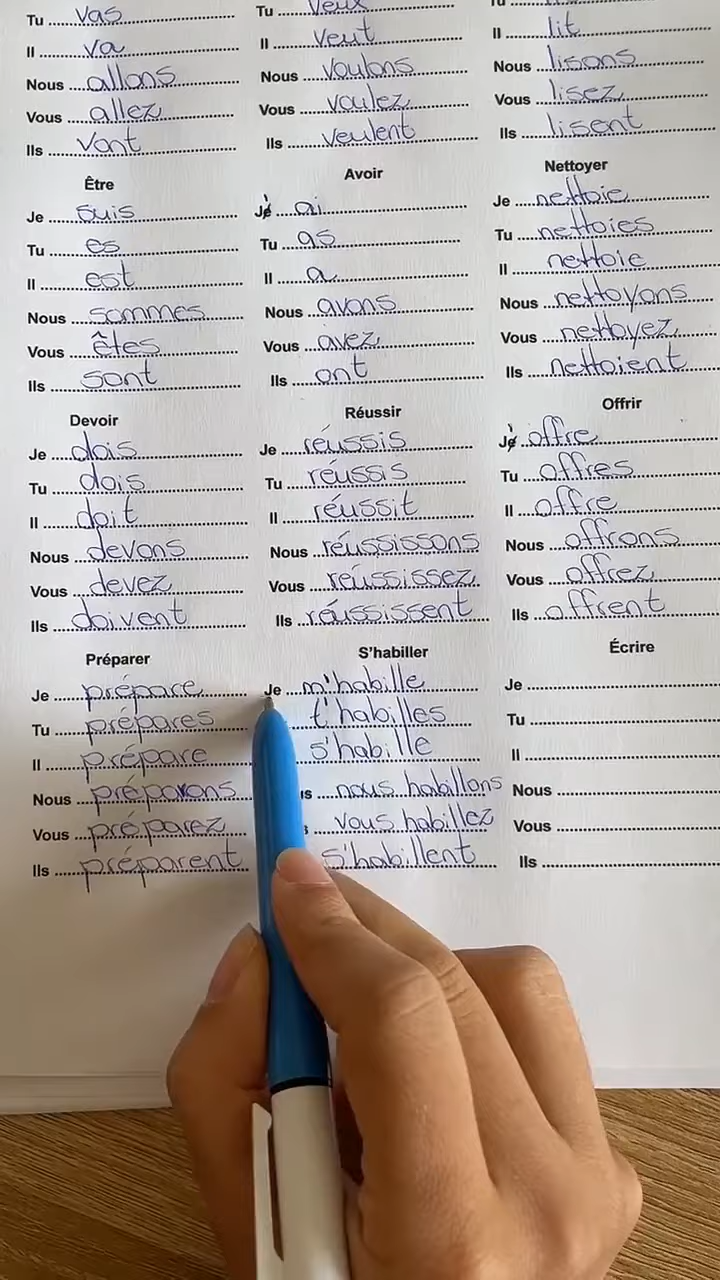 Tu vas
Il va
Nous allons
Vous allez
Ils vont
Tu veux
Il veut
Nous voulons
Vous voulez
Ils veulent
Tu
Il lit
Nous lisons
Vous lisez
Ils lisent
Être
Je suis
Tu es
Il est
Nous sommes
Vous êtes
Ils sont
Avoir
J' ai
Tu as
Il a
Nous avons
Vous avez
Ils ont
Nettoyer
Je nettoie
Tu nettoies
Il nettoie
Nous nettoyons
Vous nettoyez
Ils nettoient
Devoir
Je dois
Tu dois
Il doit
Nous devons
Vous devez
Ils doivent
Réussir
Je réussis
Tu réussis
Il réussit
Nous réussissons
Vous réussissez
Ils réussissent
Offrir
J' offre
Tu offres
Il offre
Nous offrons
Vous offrez
Ils offrent
Préparer
Je prépare
Tu prépares
Il prépare
Nous préparons
Vous préparez
Ils préparent
S'habiller
Je m'habille
t'habilles
s'habille
nous habillons
vous habillez
s'habillent
Écrire
Je
Tu
Il
Nous
Vous
Ils